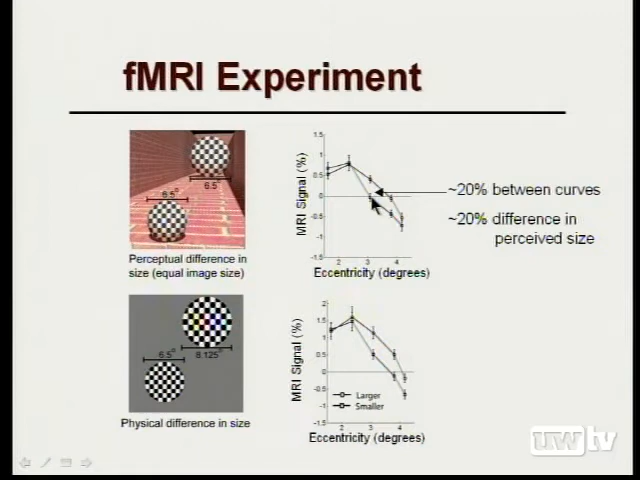 fMRI Experiment
6.5°
6.5°
Perceptual difference in
size (equal image size)
1.5
1
0.5
0
-0.5
-1
-1.5
MRI Signal (%)
2 3 4
Eccentricity (degrees)
~20% between curves
~20% difference in
perceived size
6.5°
8.125°
Physical difference in size
2
1.5
1
0.5
0
-0.5
-1
-1.5
MRI Signal (%)
Larger
Smaller
2 3 4
Eccentricity (degrees)
uwtv